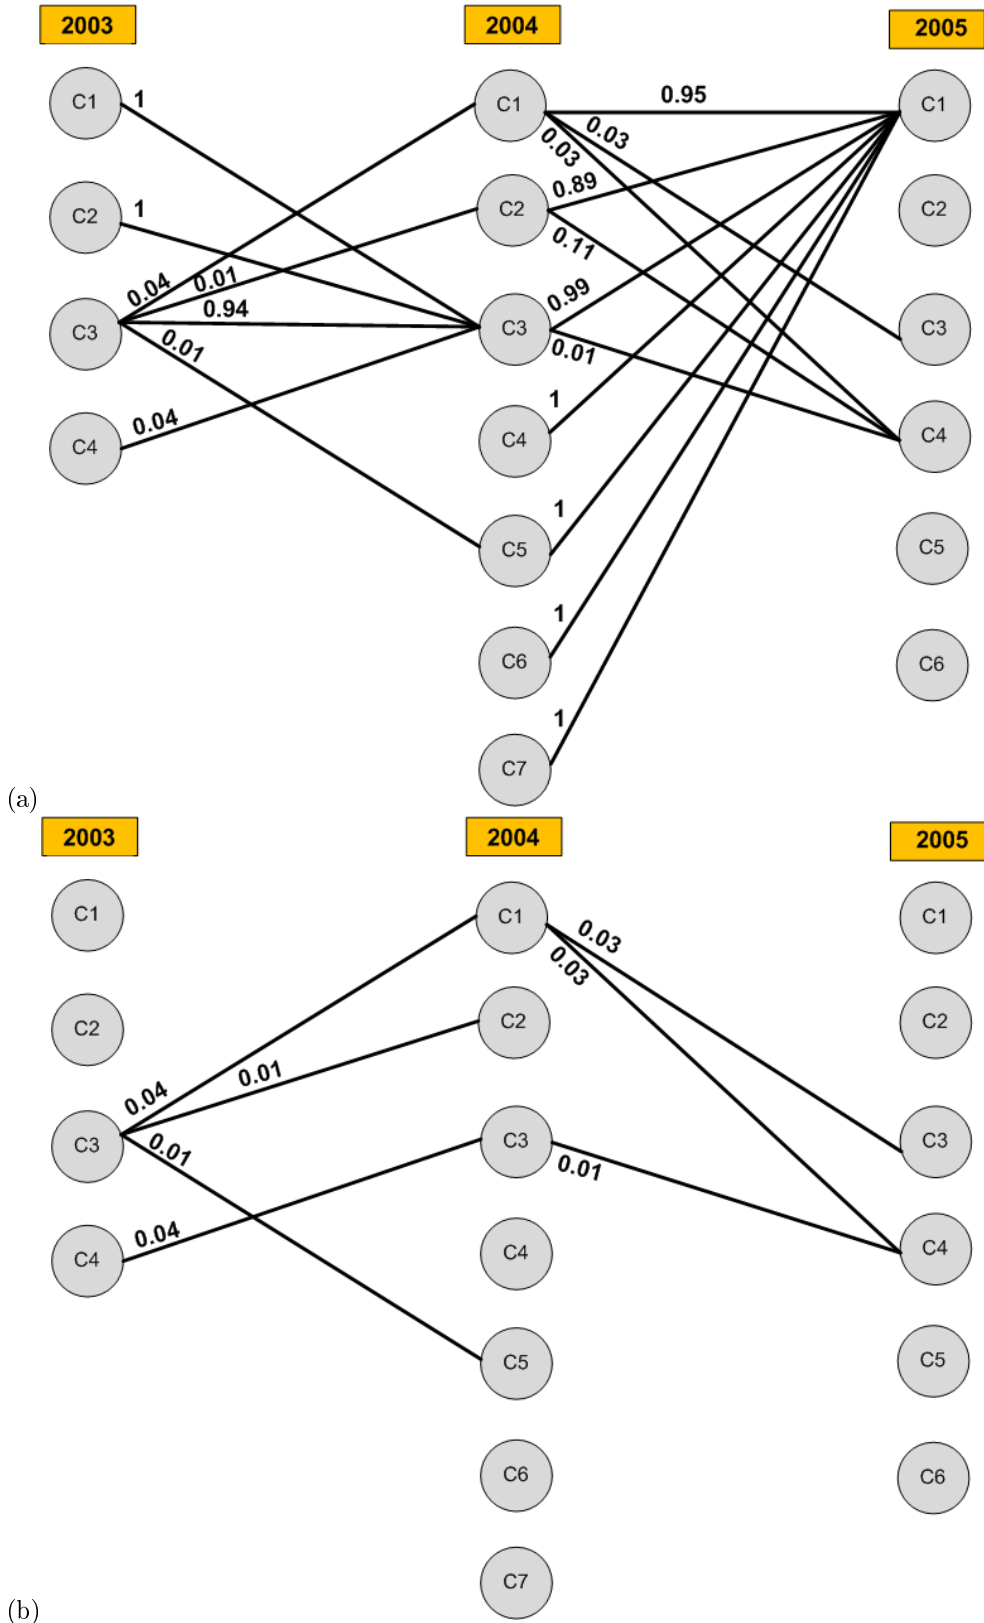 2003 2004 2005
C1 1 C1 0.95 C1
0.03
0.03
C2 1 C2 0.89 C2
0.11
0.04 0.01
C3 0.94 C3 0.99 C3
0.01 0.01
C4 0.04 C4 1 C4
C5 1 C5
C6 1 C6
C7 1
(a)
2003 2004 2005
C1 C1 0.03 C1
0.03
C2 C2 C2
0.04 0.01
C3 0.01 C3 0.01 C3
C4 0.04 C4 C4
C5 C5
C6 C6
C7
(b)